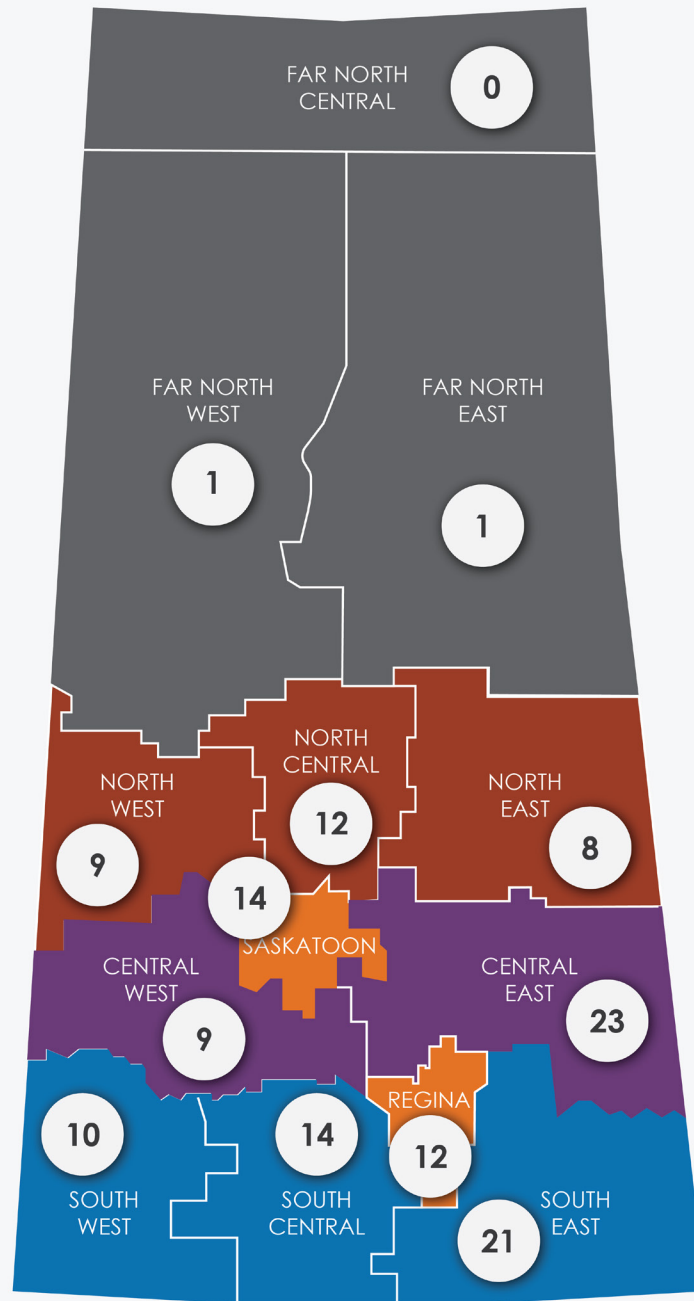 FAR NORTH
CENTRAL
0
FAR NORTH
WEST
1
FAR NORTH
EAST
1
NORTH
WEST
9
NORTH
CENTRAL
12
NORTH
EAST
8
14
SASKATOON
CENTRAL
WEST
9
CENTRAL
EAST
23
REGINA
12
10
SOUTH
WEST
14
SOUTH
CENTRAL
SOUTH
EAST
21